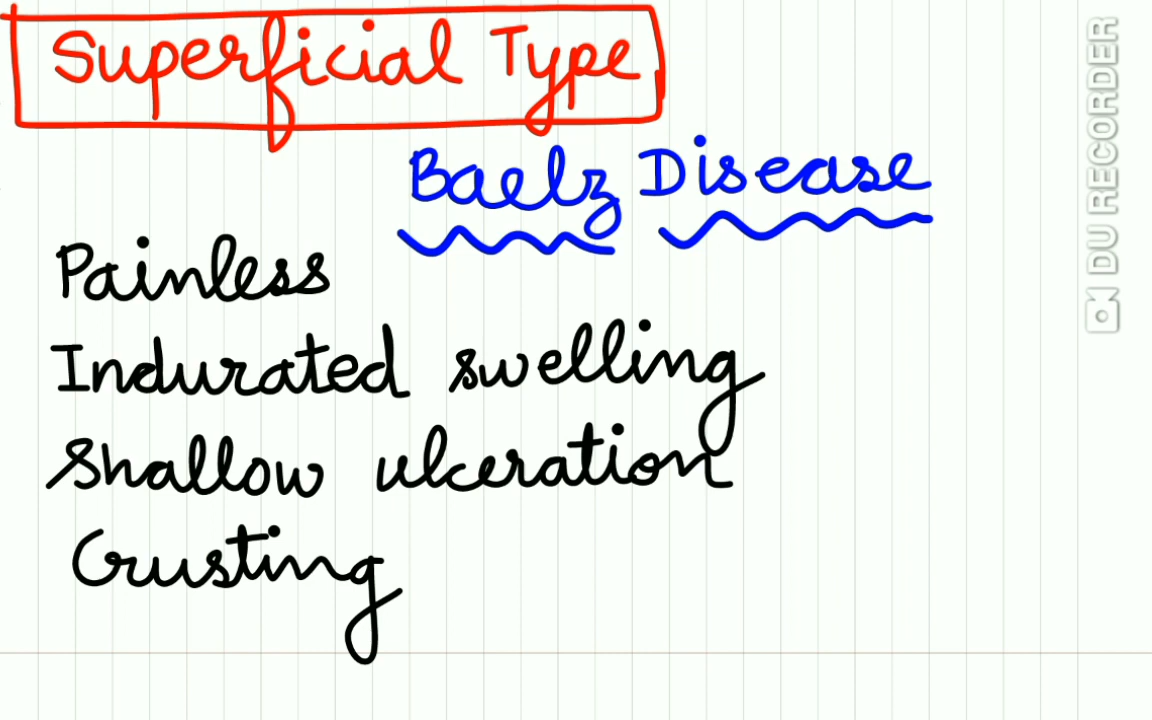 Superficial Type
Baelz Disease
Painless
Indurated swelling
Shallow ulceration
Crusting
DU RECORDER